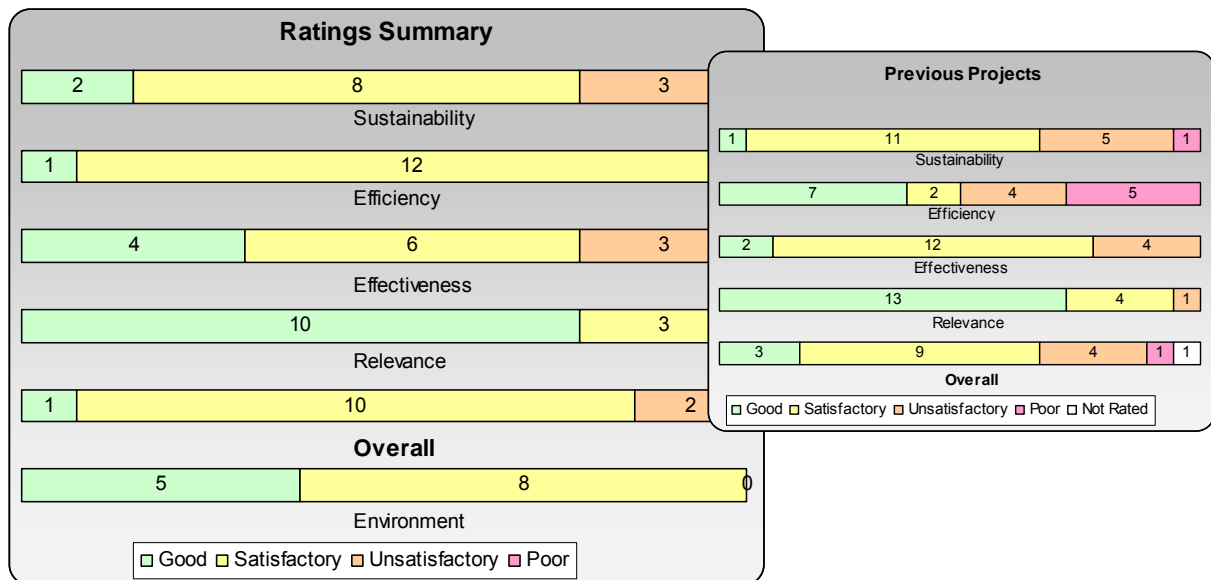 Ratings Summary
2 8 3
Sustainability
1 12
Efficiency
4 6 3
Effectiveness
10 3
Relevance
1 10 2
Overall
5 8 0
Environment
Good Satisfactory Unsatisfactory Poor
Previous Projects
1 11 5 1
Sustainability
7 2 4 5
Efficiency
2 12 4
Effectiveness
13 4 1
Relevance
3 9 4 1 1
Overall
Good Satisfactory Unsatisfactory Poor Not Rated